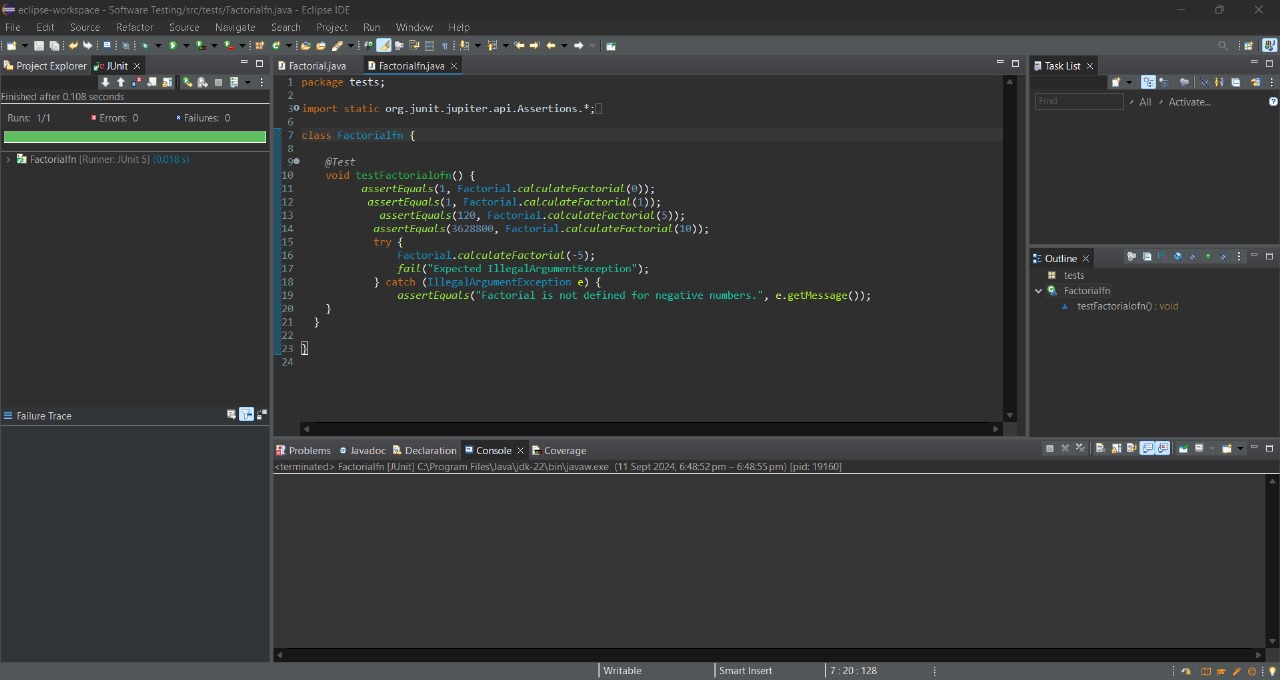 eclipse-workspace - Software Testing/src/tests/Factorialfn.java - Eclipse IDE
File Edit Source Refactor Source Navigate Search Project Run Window Help
Project Explorer JUnit
Finished after 0.108 seconds
Runs: 1/1 Errors: 0 Failures: 0
Factorialfn [Runner: JUnit 5] (0.018 s)
Failure Trace
Factorial.java Factorialfn.java
1 package tests;
2
3 import static org.junit.jupiter.api.Assertions.*;
6
7 class Factorialfn {
8
9 @Test
10 void testFactorialofn() {
11 assertEquals(1, Factorial.calculateFactorial(0));
12 assertEquals(1, Factorial.calculateFactorial(1));
13 assertEquals(120, Factorial.calculateFactorial(5));
14 assertEquals(3628800, Factorial.calculateFactorial(10));
15 try {
16 Factorial.calculateFactorial(-5);
17 fail("Expected IllegalArgumentException");
18 } catch (IllegalArgumentException e) {
19 assertEquals("Factorial is not defined for negative numbers.", e.getMessage());
20 }
21 }
22
23 }
24
Task List
Find All Activate...
Outline
tests
Factorialfn
testFactorialofn() : void
Problems Javadoc Declaration Console Coverage
<terminated> Factorialfn [JUnit] C:\Program Files\Java\jdk-22\bin\javaw.exe (11 Sept 2024, 6:48:52 pm – 6:48:55 pm) [pid: 19160]
Writable Smart Insert 7 : 20 : 128